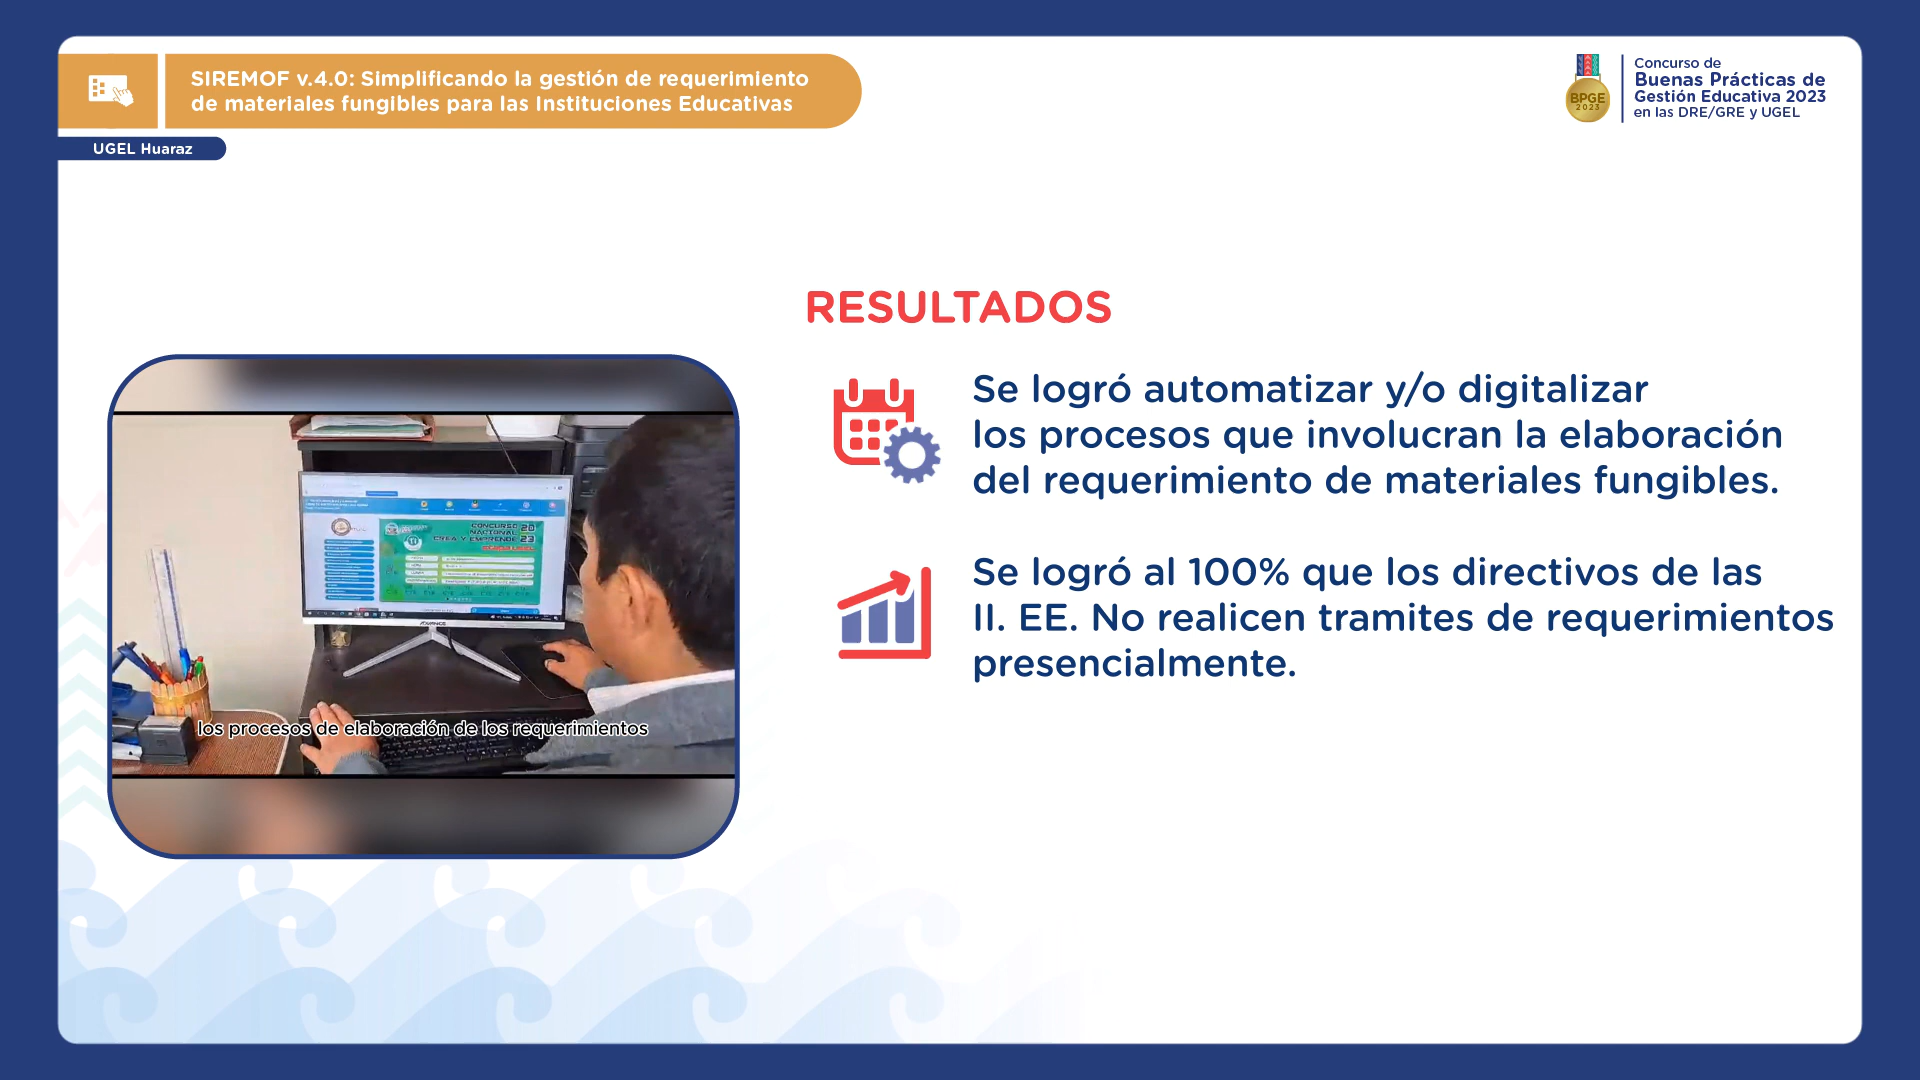 SIREMOF v.4.0: Simplificando la gestión de requerimiento
de materiales fungibles para las Instituciones Educativas
UGEL Huaraz
BPGE
2023
Concurso de
Buenas Prácticas de
Gestión Educativa 2023
en las DRE/GRE y UGEL
RESULTADOS
Se logró automatizar y/o digitalizar
los procesos que involucran la elaboración
del requerimiento de materiales fungibles.
Se logró al 100% que los directivos de las
II. EE. No realicen tramites de requerimientos
presencialmente.
CONCURSO 20
NACIONAL
CREA Y EMPRENDE 23
ADVANCE
los procesos de elaboración de los requerimientos